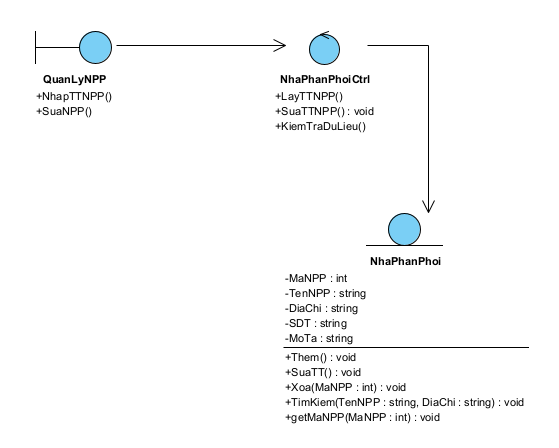 QuanLyNPP
+NhapTTNPP()
+SuaNPP()
NhaPhanPhoiCtrl
+LayTTNPP()
+SuaTTNPP() : void
+KiemTraDuLieu()
NhaPhanPhoi
-MaNPP : int
-TenNPP : string
-DiaChi : string
-SDT : string
-MoTa : string
+Them() : void
+SuaTT() : void
+Xoa(MaNPP : int) : void
+TimKiem(TenNPP : string, DiaChi : string) : void
+getMaNPP(MaNPP : int) : void